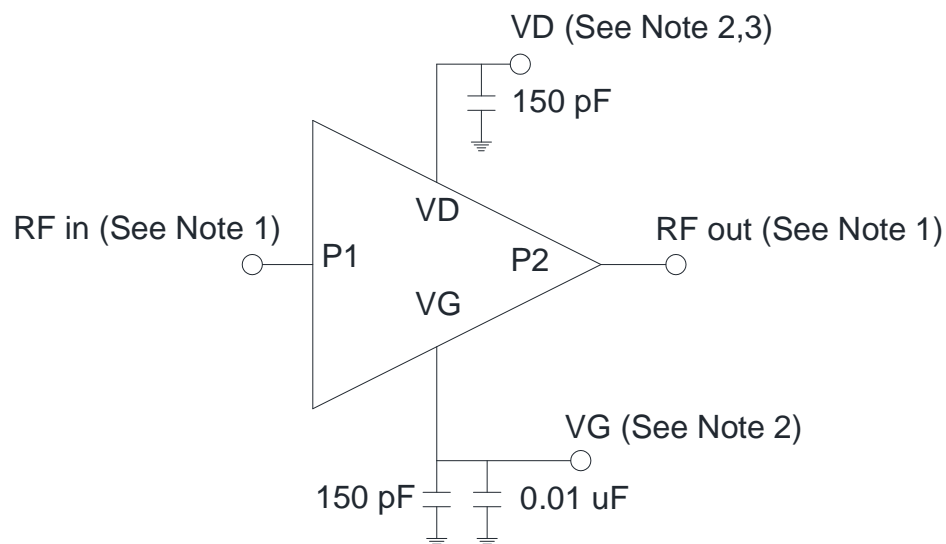 VD (See Note 2,3)
150 pF
VD
RF in (See Note 1)
P1
P2
RF out (See Note 1)
VG
VG (See Note 2)
150 pF
0.01 uF